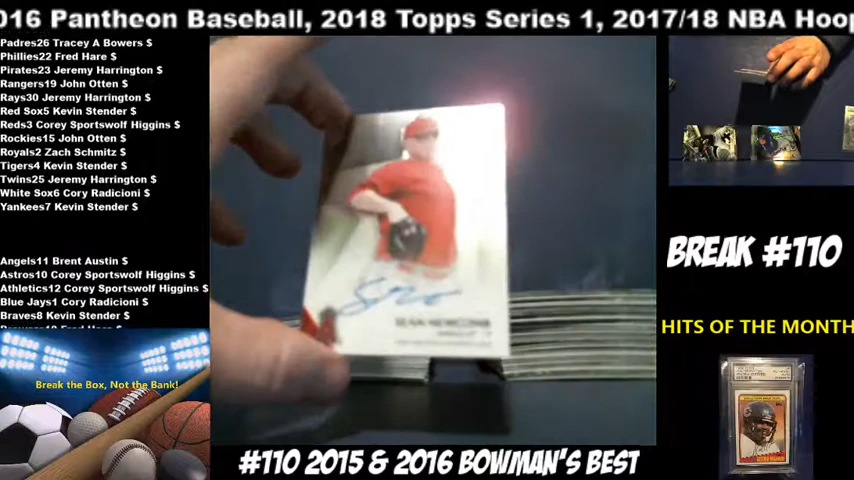 016 Pantheon Baseball, 2018 Topps Series 1, 2017/18 NBA Hoop
Padres26 Tracey A Bowers $
Phillies22 Fred Hare $
Pirates23 Jeremy Harrington $
Rangers19 John Otten $
Rays30 Jeremy Harrington $
Red Sox5 Kevin Stender $
Reds3 Corey Sportswolf Higgins $
Rockies15 John Otten $
Royals2 Zach Schmitz $
Tigers4 Kevin Stender $
Twins25 Jeremy Harrington $
White Sox6 Cory Radicioni $
Yankees7 Kevin Stender $
Angels11 Brent Austin $
Astros10 Corey Sportswolf Higgins $
Athletics12 Corey Sportswolf Higgins $
Blue Jays1 Cory Radicioni $
Braves8 Kevin Stender $
Break the Box, Not the Bank!
SEAN NEWCOMB
BREAK #110
HITS OF THE MONTH
#110 2015 & 2016 BOWMAN'S BEST